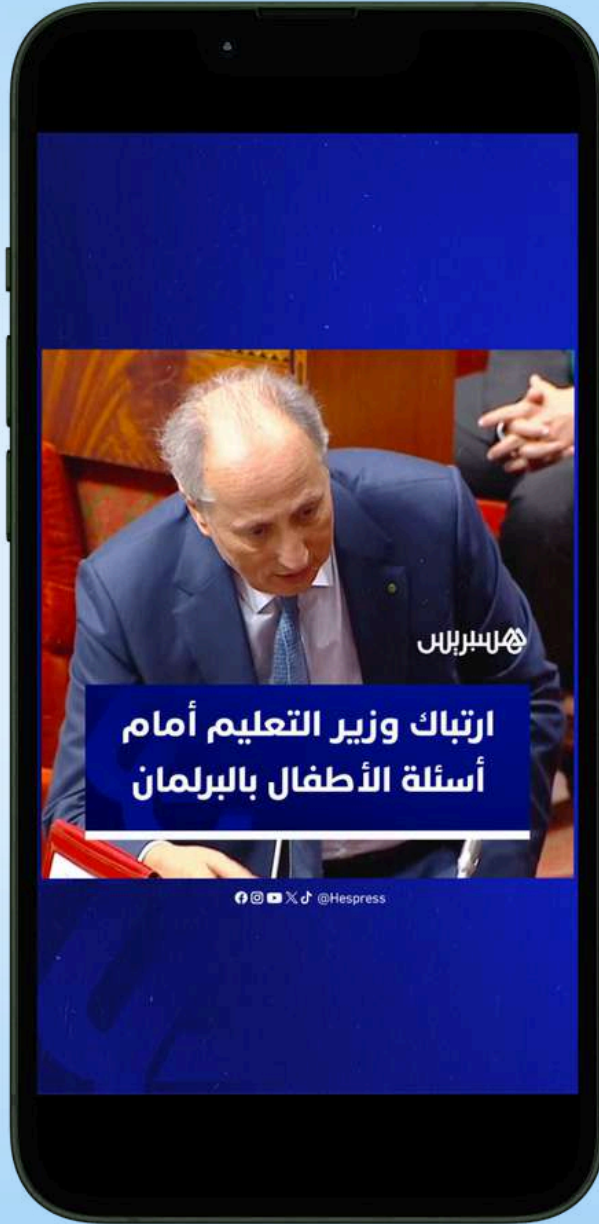 هسبريس
ارتباك وزير التعليم أمام
أسئلة الأطفال بالبرلمان
@Hespress